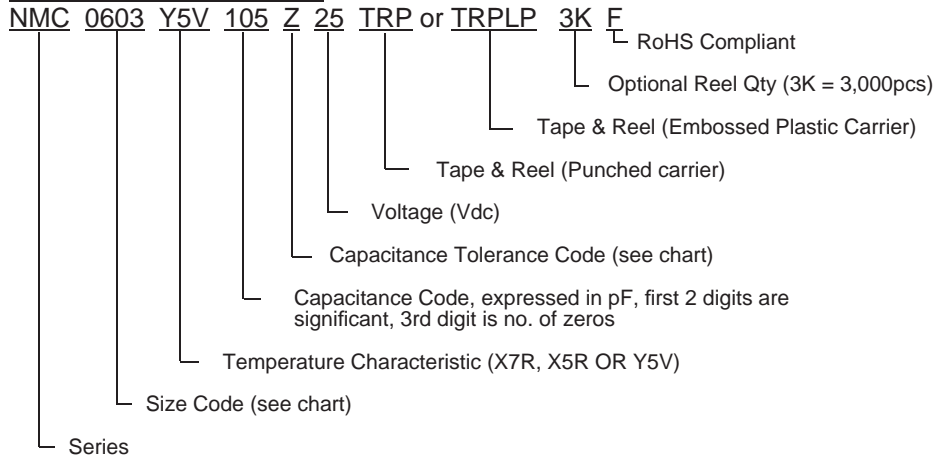 NMC 0603 Y5V 105 Z 25 TRP or TRPLP 3K F
RoHS Compliant
Optional Reel Qty (3K = 3,000pcs)
Tape & Reel (Embossed Plastic Carrier)
Tape & Reel (Punched carrier)
Voltage (Vdc)
Capacitance Tolerance Code (see chart)
Capacitance Code, expressed in pF, first 2 digits are
significant, 3rd digit is no. of zeros
Temperature Characteristic (X7R, X5R OR Y5V)
Size Code (see chart)
Series